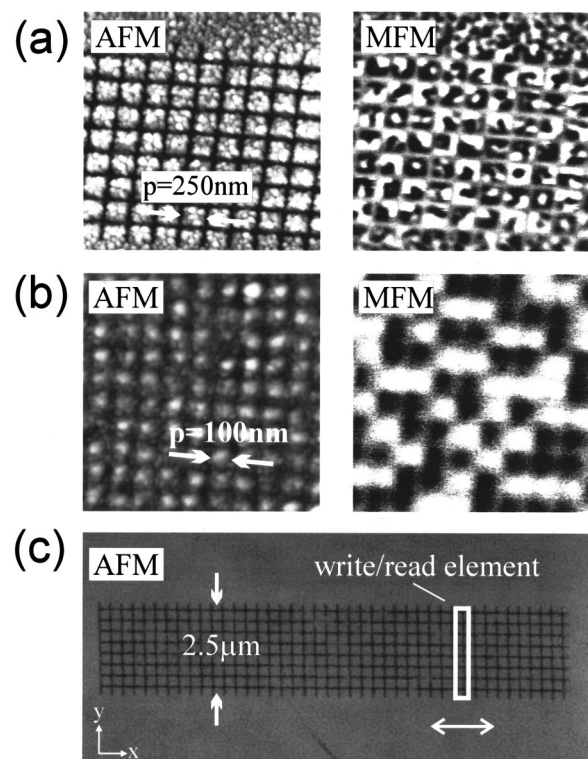 (a)
AFM
MFM
p=250nm
(b)
AFM
MFM
p=100nm
(c)
AFM
write/read element
2.5µm
y
x